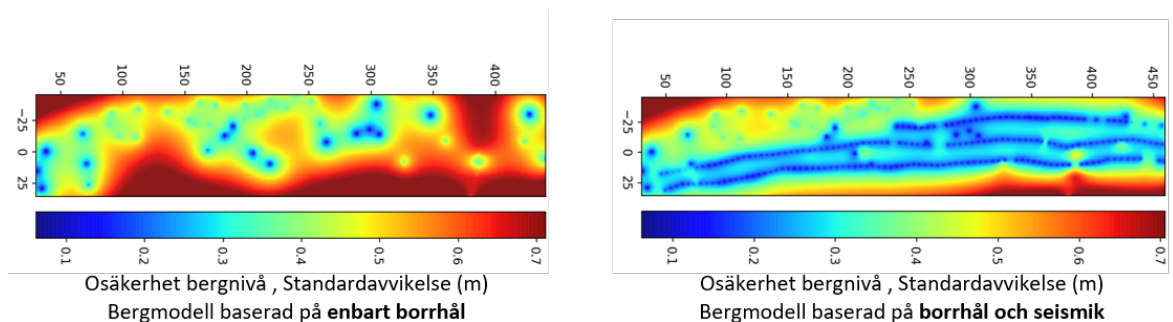 50 100 150 200 250 300 350 400
−25
0
25
0.1 0.2 0.3 0.4 0.5 0.6 0.7
Osäkerhet bergnivå , Standardavvikelse (m)
Bergmodell baserad på enbart borrhål
50 100 150 200 250 300 350 400 450
−25
0
25
0.1 0.2 0.3 0.4 0.5 0.6 0.7
Osäkerhet bergnivå , Standardavvikelse (m)
Bergmodell baserad på borrhål och seismik